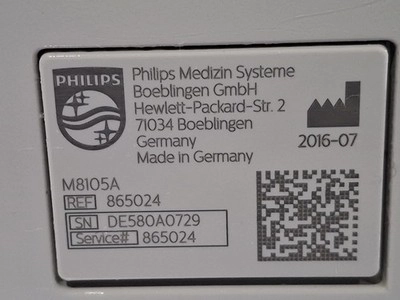 PHILIPS
Philips Medizin Systeme
Boeblingen GmbH
Hewlett-Packard-Str. 2
71034 Boeblingen
Germany
Made in Germany
2016-07
M8105A
REF 865024
SN DE580A0729
Service# 865024